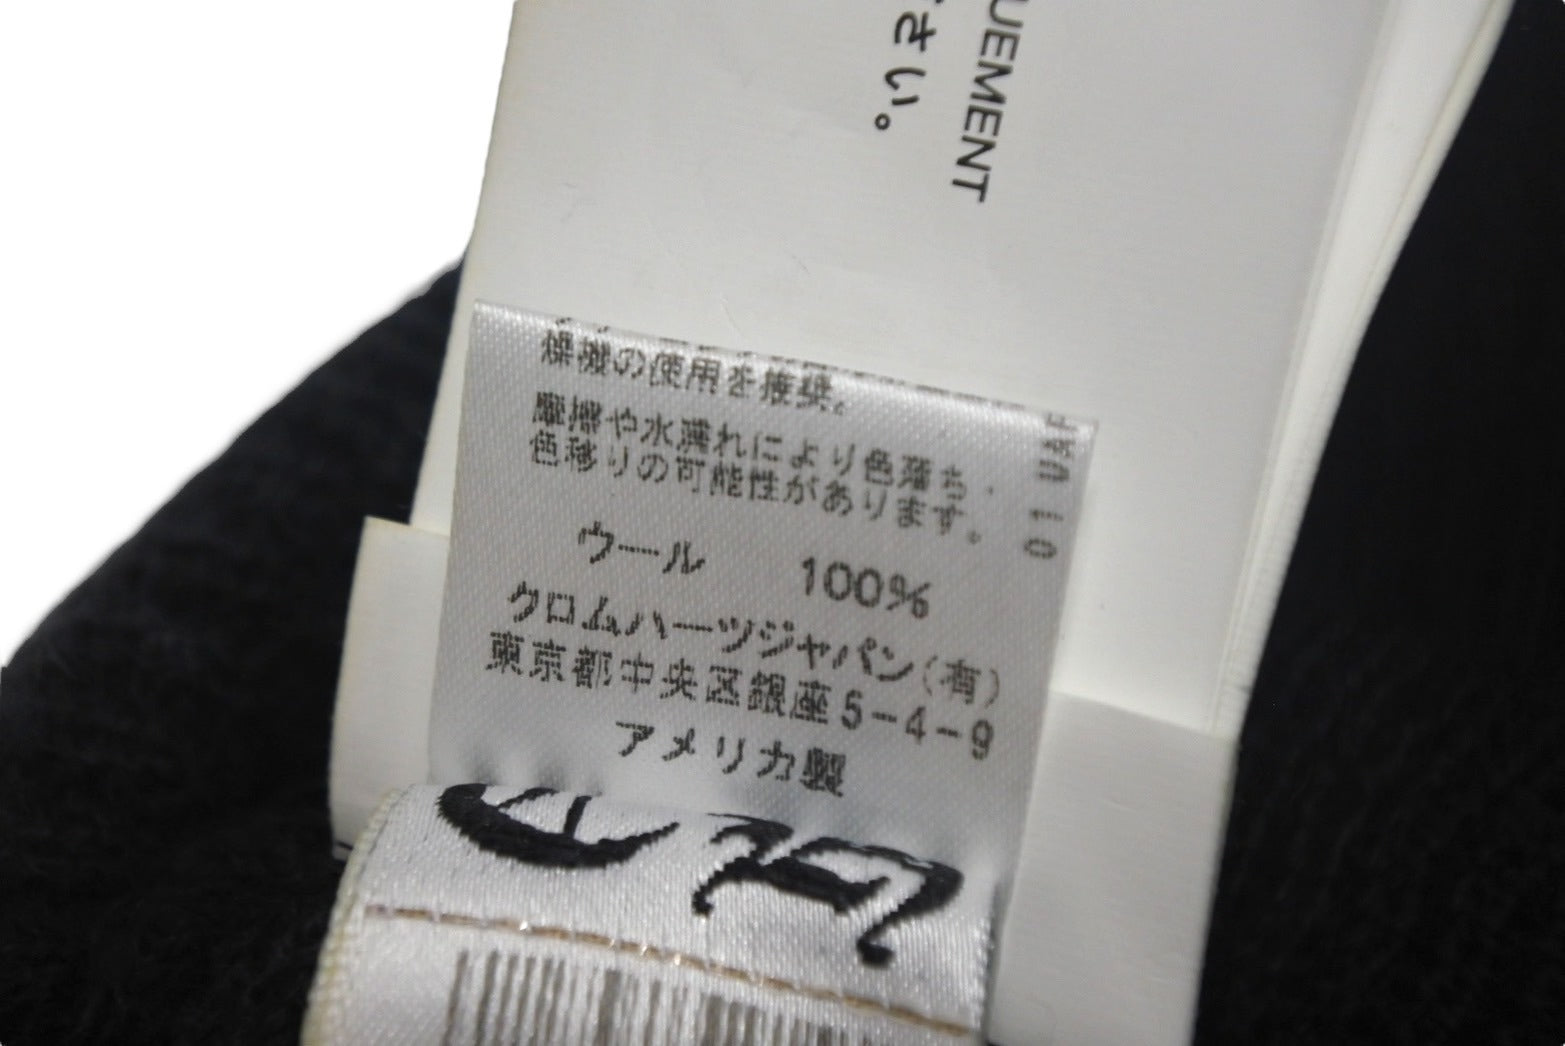 UEMENT
さい。
燥機の使用を推奨。
摩擦や水濡れにより色落ち、
色移りの可能性があります。
ウール 100%
クロムハーツジャパン(有)
東京都中央区銀座5-4-9
アメリカ製